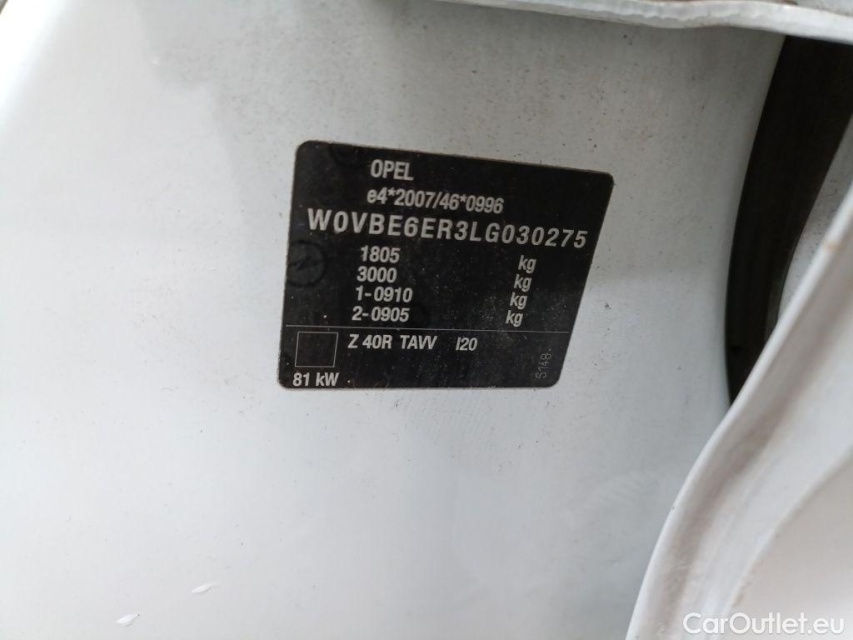 OPEL
e4*2007/46*0996
W0VBE6ER3LG030275
1805 kg
3000 kg
1-0910 kg
2-0905 kg
Z 40R TAVV I20
81 kW
5148.
CarOutlet.eu